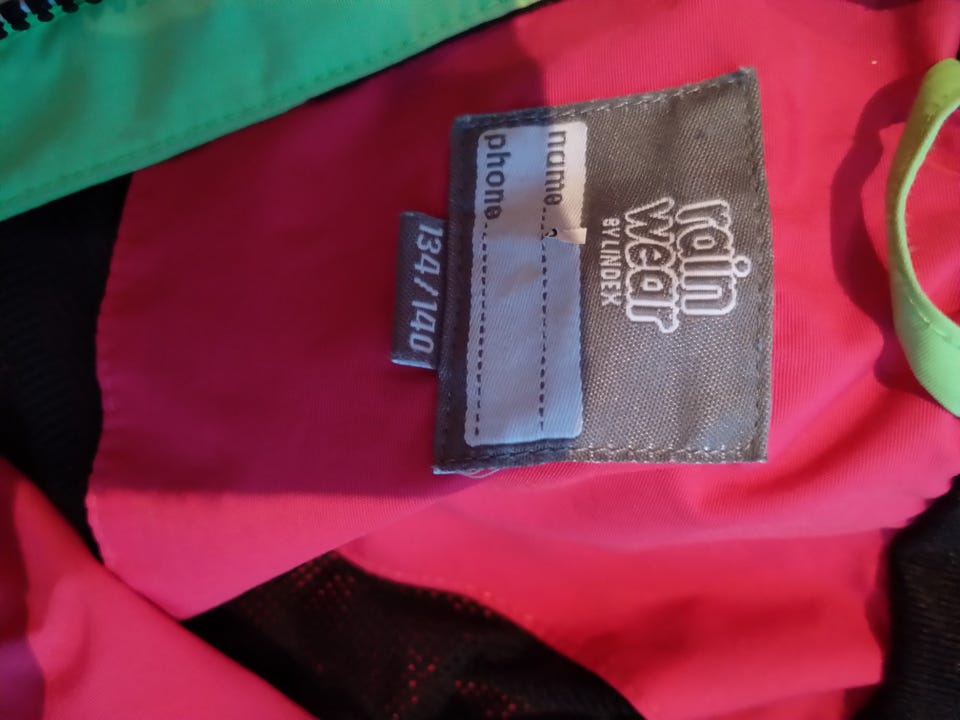 rain
wear
BY LINDEX
name
phone
134/140